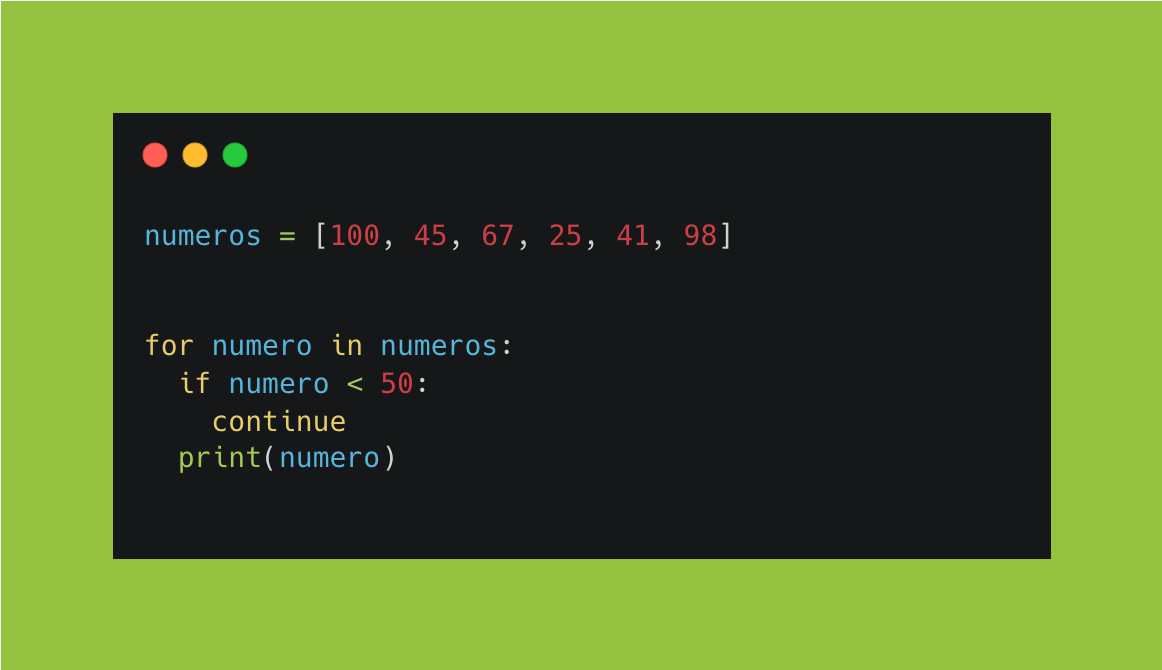 numeros = [100, 45, 67, 25, 41, 98]
for numero in numeros:
  if numero < 50:
    continue
  print(numero)